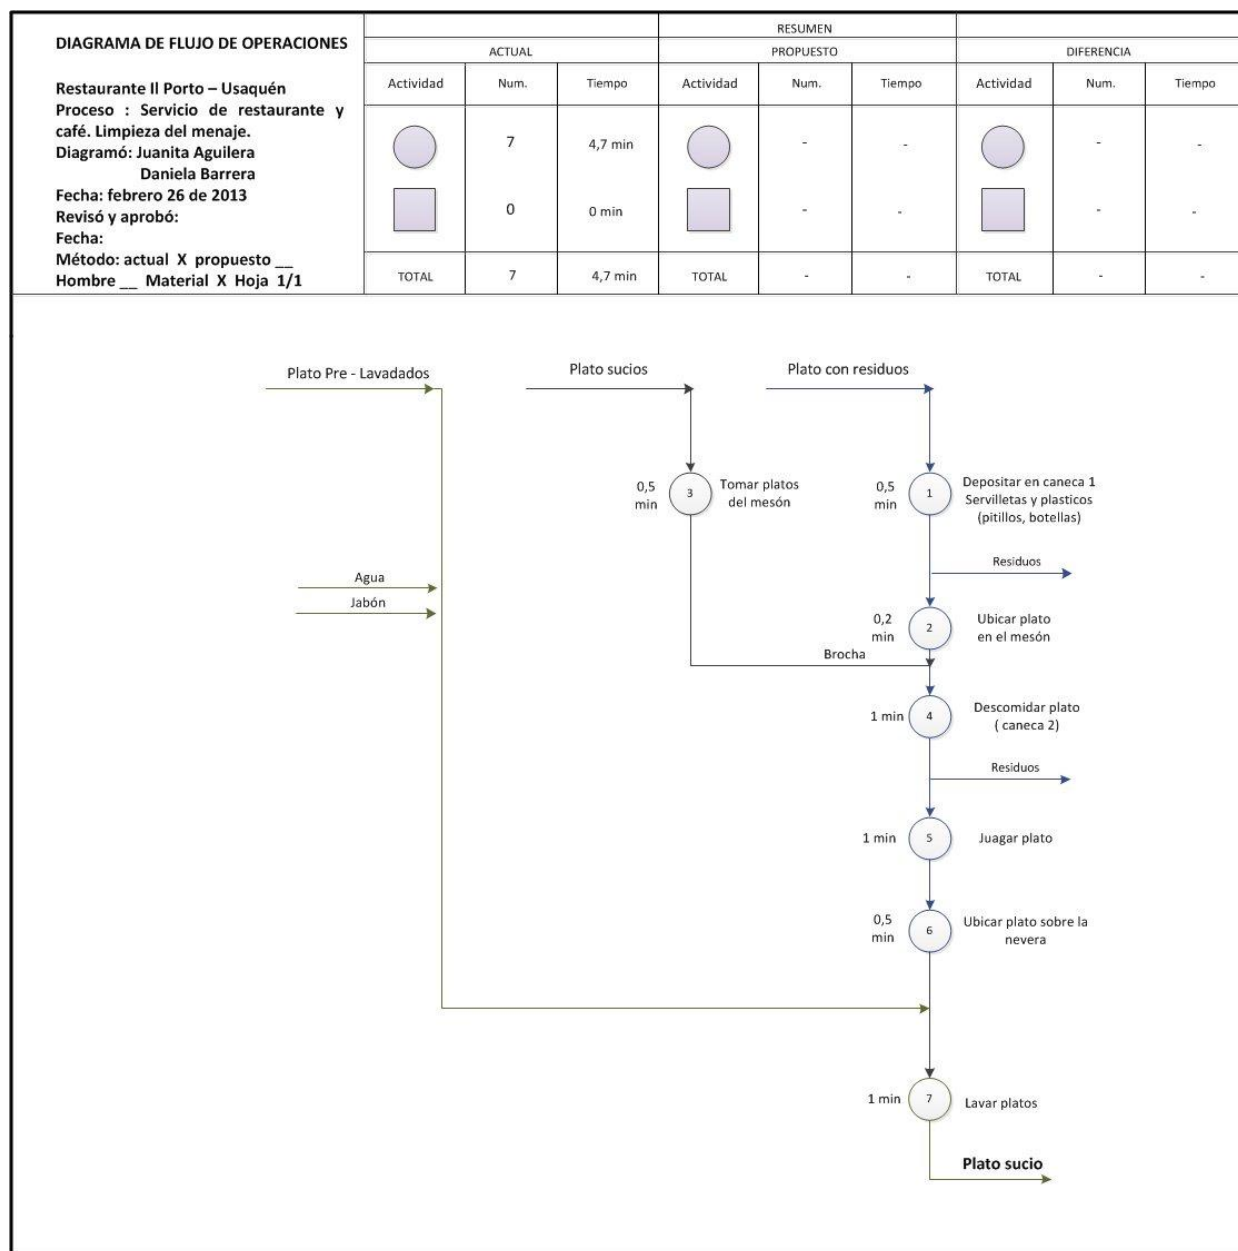 DIAGRAMA DE FLUJO DE OPERACIONES
Restaurante Il Porto – Usaquén
Proceso : Servicio de restaurante y
café. Limpieza del menaje.
Diagramó: Juanita Aguilera
Daniela Barrera
Fecha: febrero 26 de 2013
Revisó y aprobó:
Fecha:
Método: actual X propuesto __
Hombre __ Material X Hoja 1/1
RESUMEN
ACTUAL PROPUESTO DIFERENCIA
Actividad Num. Tiempo Actividad Num. Tiempo Actividad Num. Tiempo
7 4,7 min - - - -
0 0 min - - - -
TOTAL 7 4,7 min TOTAL - - TOTAL - -
Plato Pre - Lavadados
Plato sucios
Plato con residuos
0,5
min
3
Tomar platos
del mesón
0,5
min
1
Depositar en caneca 1
Servilletas y plasticos
(pitillos, botellas)
Residuos
Agua
Jabón
0,2
min
2
Ubicar plato
en el mesón
Brocha
1 min
4
Descomidar plato
( caneca 2)
Residuos
1 min
5
Juagar plato
0,5
min
6
Ubicar plato sobre la
nevera
1 min
7
Lavar platos
Plato sucio